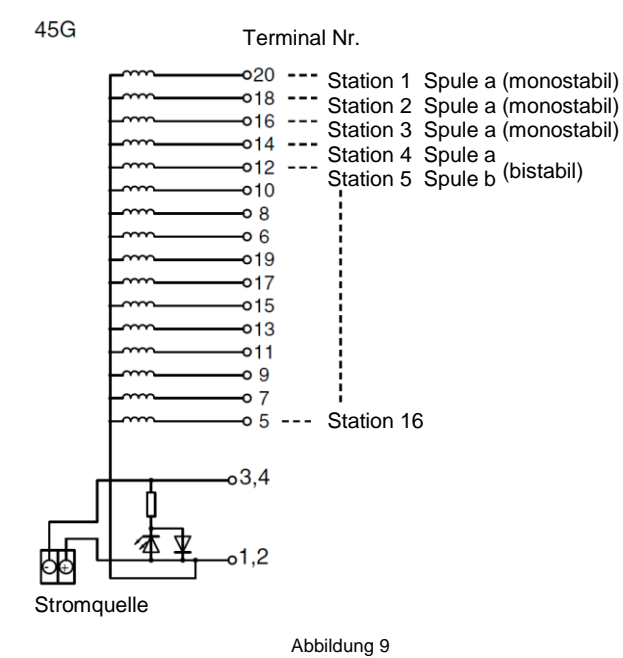 45G
Terminal Nr.
20 Station 1 Spule a (monostabil)
18 Station 2 Spule a (monostabil)
16 Station 3 Spule a (monostabil)
14 Station 4 Spule a
12 Station 5 Spule b (bistabil)
10
8
6
19
17
15
13
11
9
7
5 Station 16
3,4
1,2
- +
Stromquelle
Abbildung 9